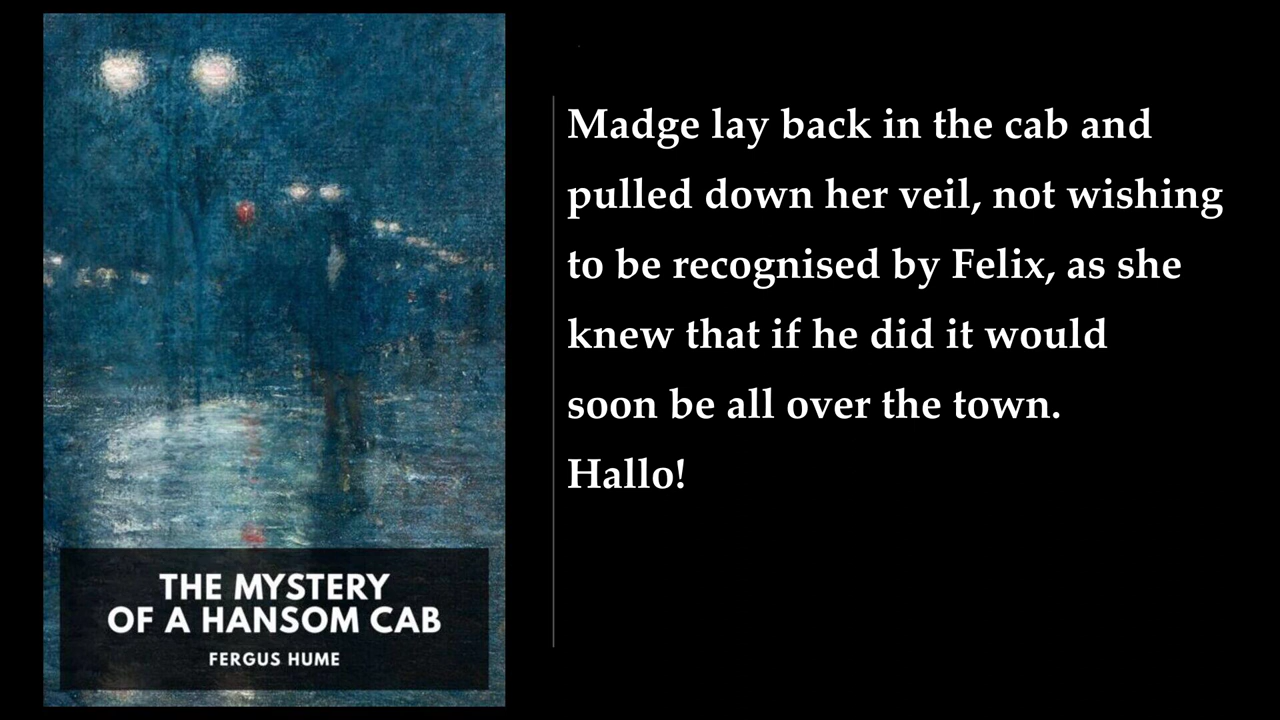 Madge lay back in the cab and
pulled down her veil, not wishing
to be recognised by Felix, as she
knew that if he did it would
soon be all over the town.
Hallo!
THE MYSTERY
OF A HANSOM CAB
FERGUS HUME